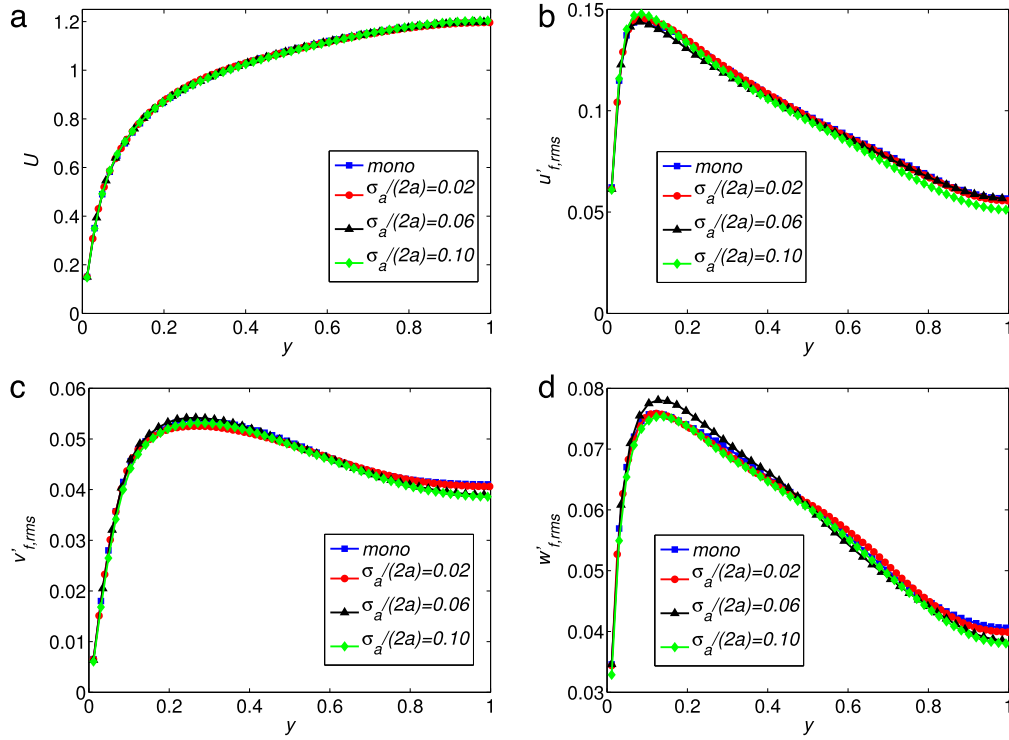 a
1.2
1
0.8
0.6
0.4
0.2
0
U
mono
σa/(2a)=0.02
σa/(2a)=0.06
σa/(2a)=0.10
0 0.2 0.4 0.6 0.8 1
y
b
0.15
0.1
0.05
0
u'f,rms
mono
σa/(2a)=0.02
σa/(2a)=0.06
σa/(2a)=0.10
0 0.2 0.4 0.6 0.8 1
y
c
0.06
0.05
0.04
0.03
0.02
0.01
0
v'f,rms
mono
σa/(2a)=0.02
σa/(2a)=0.06
σa/(2a)=0.10
0 0.2 0.4 0.6 0.8 1
y
d
0.08
0.07
0.06
0.05
0.04
0.03
w'f,rms
mono
σa/(2a)=0.02
σa/(2a)=0.06
σa/(2a)=0.10
0 0.2 0.4 0.6 0.8 1
y